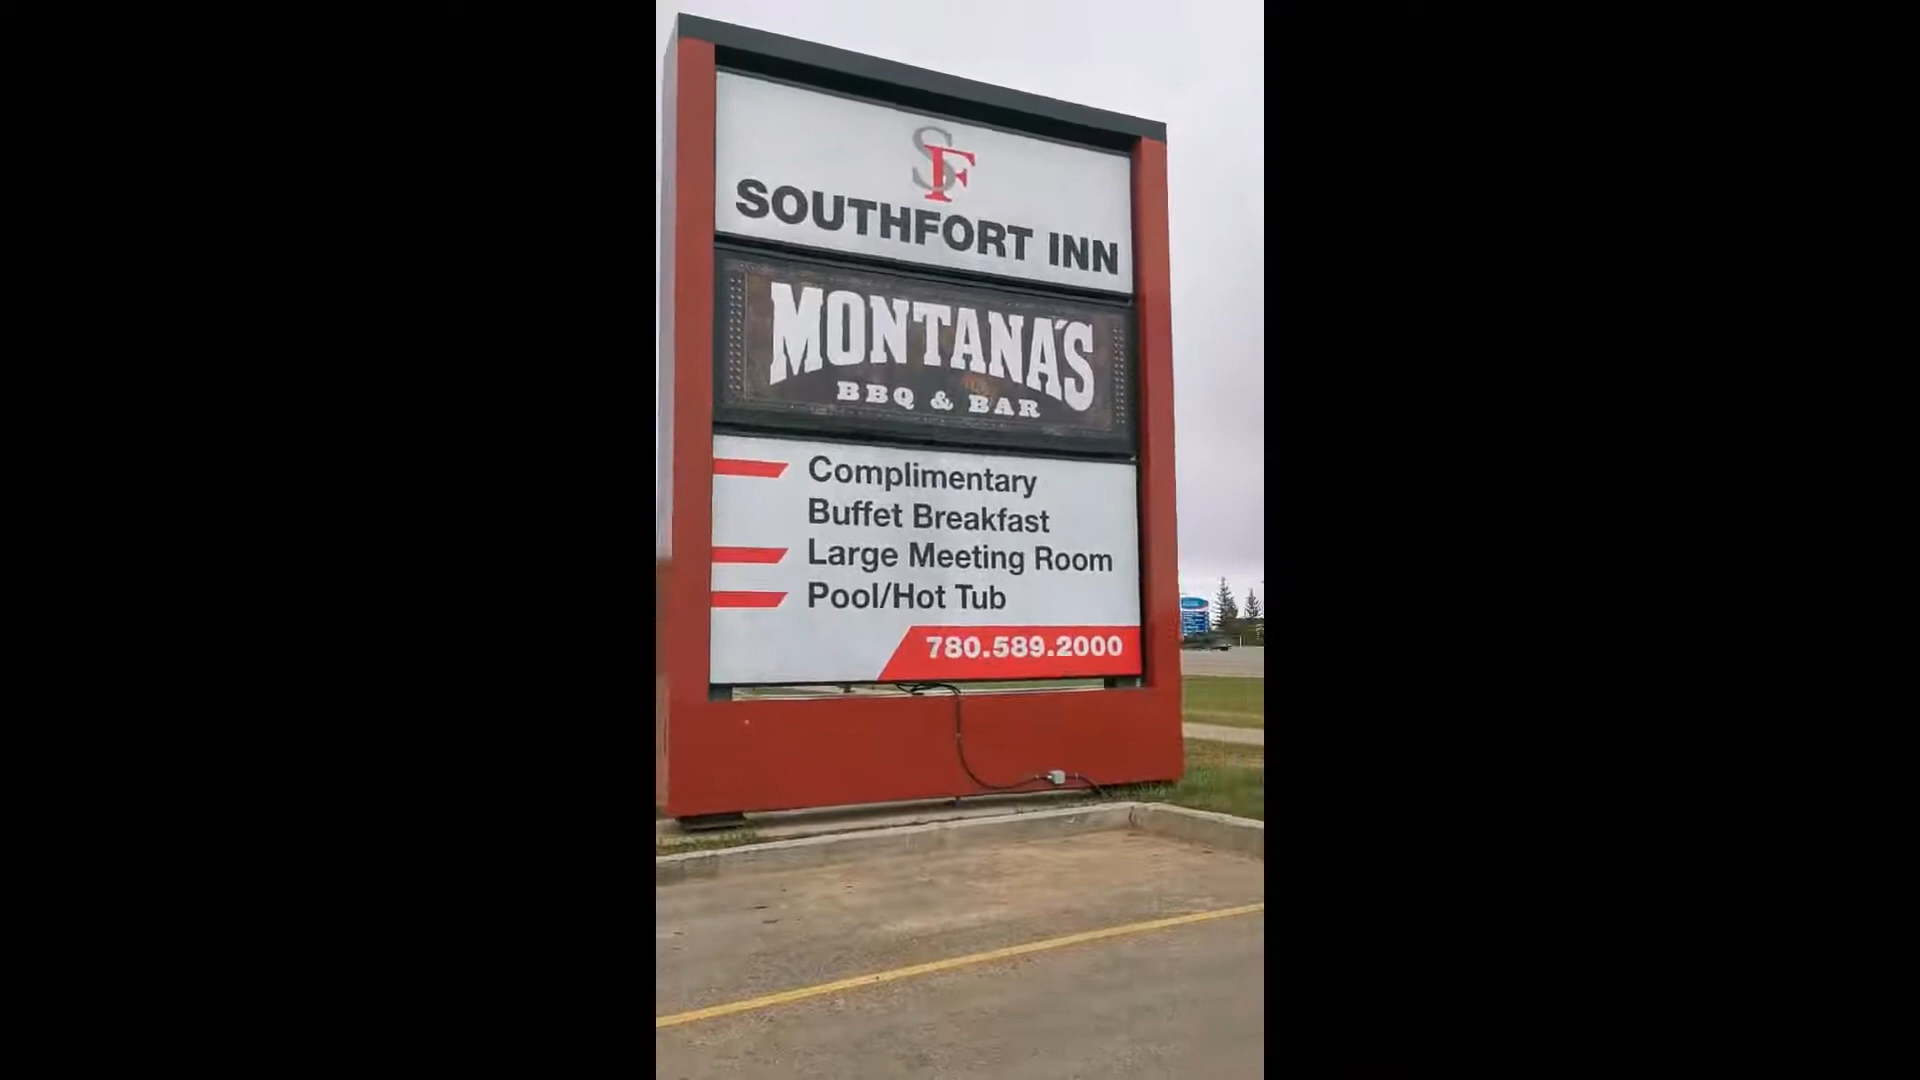 SF
SOUTHFORT INN
MONTANA'S
BBQ & BAR
Complimentary
Buffet Breakfast
Large Meeting Room
Pool/Hot Tub
780.589.2000